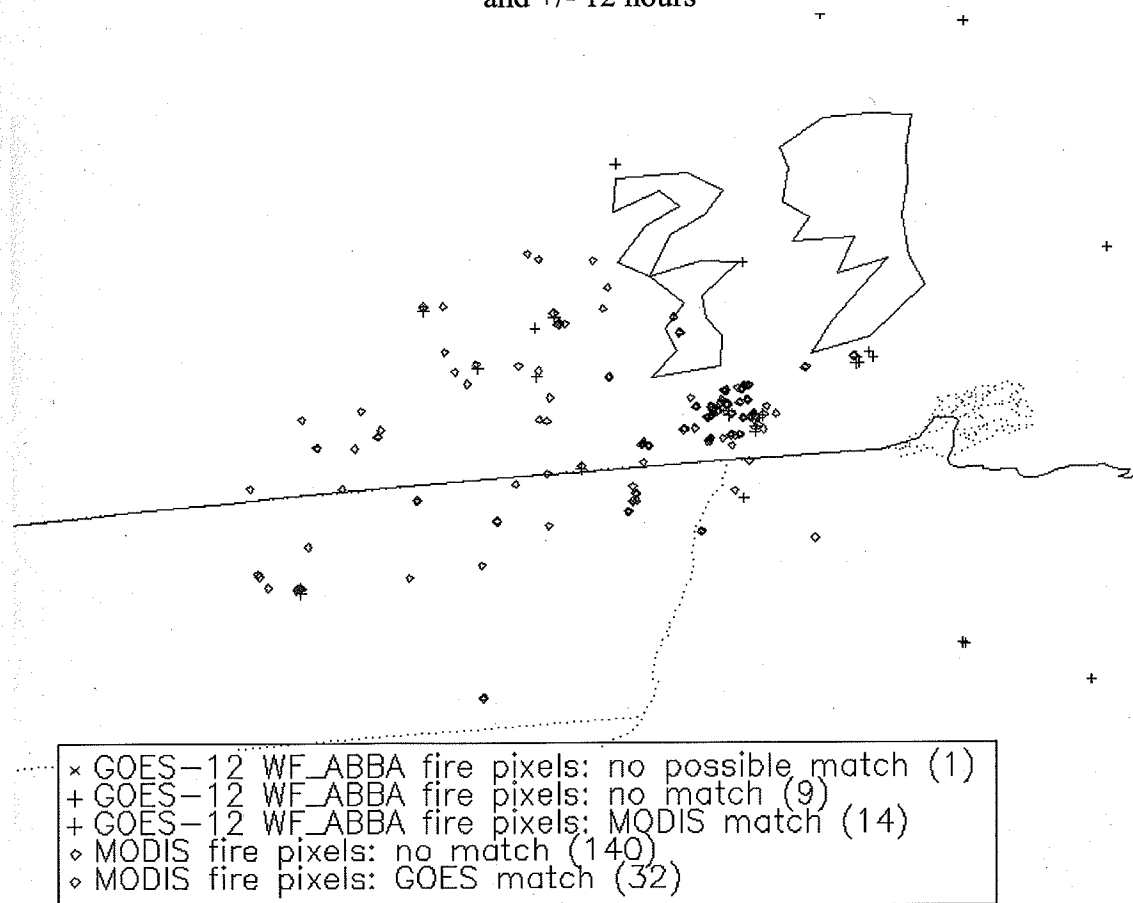 and +/- 12 hours
× GOES-12 WF_ABBA fire pixels: no possible match (1)
+ GOES-12 WF_ABBA fire pixels: no match (9)
+ GOES-12 WF_ABBA fire pixels: MODIS match (14)
⋄ MODIS fire pixels: no match (140)
⋄ MODIS fire pixels: GOES match (32)